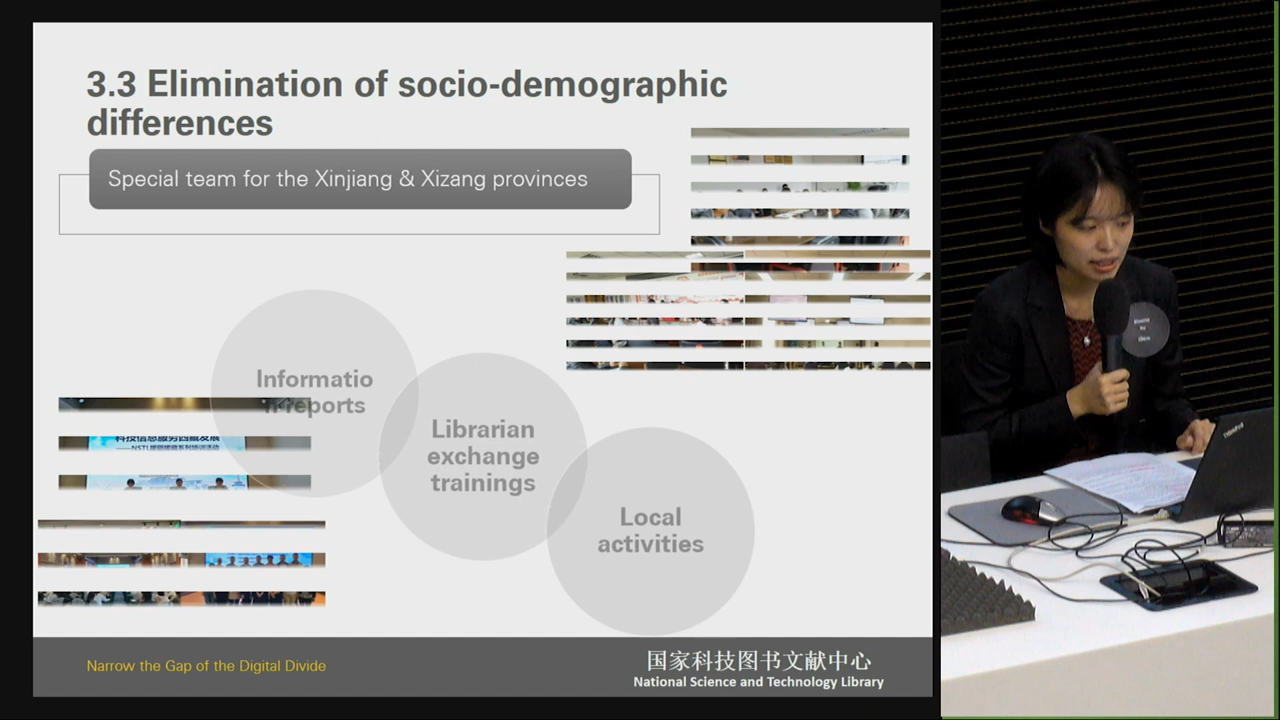 3.3 Elimination of socio-demographic
differences
Special team for the Xinjiang & Xizang provinces
Informatio
n reports
Librarian
exchange
trainings
Local
activities
Narrow the Gap of the Digital Divide
国家科技图书文献中心
National Science and Technology Library
ThinkPad